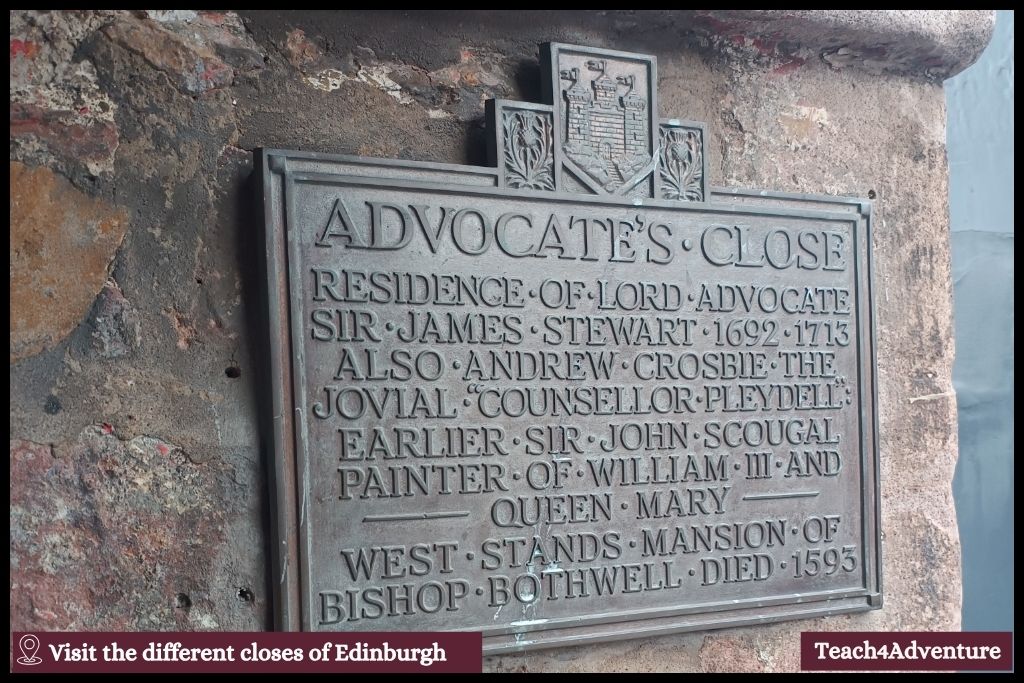 ADVOCATE'S·CLOSE
RESIDENCE·OF·LORD·ADVOCATE
SIR·JAMES·STEWART·1692·1713
ALSO·ANDREW·CROSBIE·THE
JOVIAL·"COUNSELLOR·PLEYDELL":
EARLIER·SIR·JOHN·SCOUGAL
PAINTER·OF·WILLIAM·III·AND
QUEEN·MARY
WEST·STANDS·MANSION·OF
BISHOP·BOTHWELL·DIED·1593
Visit the different closes of Edinburgh
Teach4Adventure